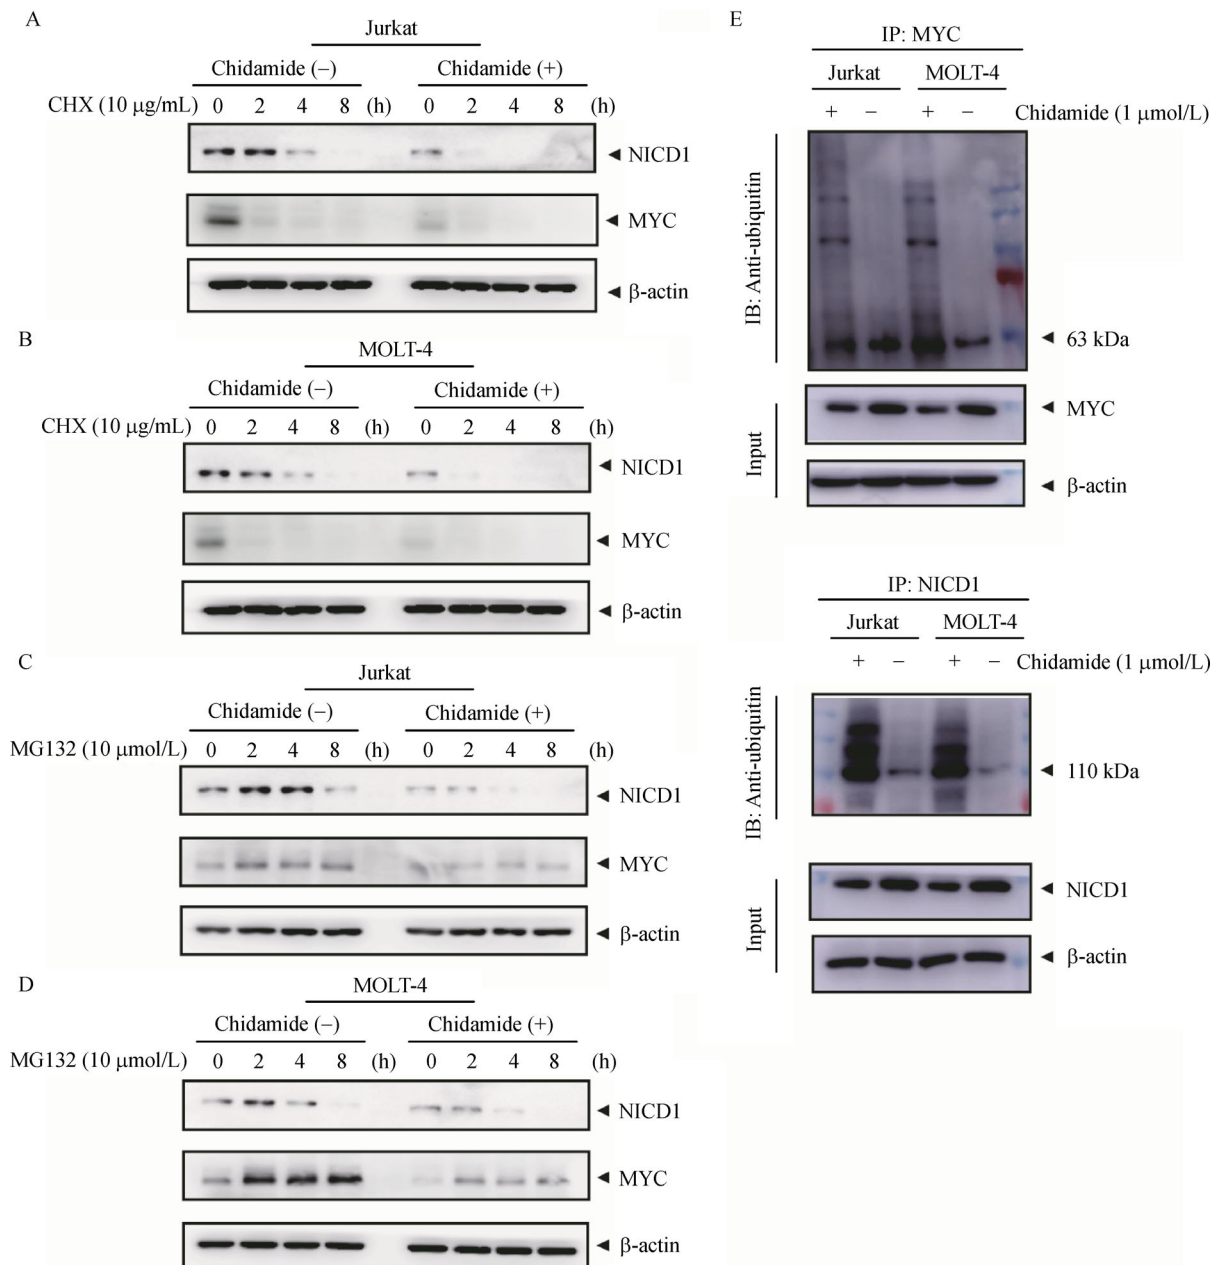 A
Jurkat
Chidamide (−) Chidamide (+)
CHX (10 μg/mL) 0 2 4 8 (h) 0 2 4 8 (h)
NICD1
MYC
β-actin
B
MOLT-4
Chidamide (−) Chidamide (+)
CHX (10 μg/mL) 0 2 4 8 (h) 0 2 4 8 (h)
NICD1
MYC
β-actin
C
Jurkat
Chidamide (−) Chidamide (+)
MG132 (10 μmol/L) 0 2 4 8 (h) 0 2 4 8 (h)
NICD1
MYC
β-actin
D
MOLT-4
Chidamide (−) Chidamide (+)
MG132 (10 μmol/L) 0 2 4 8 (h) 0 2 4 8 (h)
NICD1
MYC
β-actin
E
IP: MYC
Jurkat MOLT-4
+ − + − Chidamide (1 μmol/L)
IB: Anti-ubiquitin
63 kDa
Input
MYC
β-actin
IP: NICD1
Jurkat MOLT-4
+ − + − Chidamide (1 μmol/L)
IB: Anti-ubiquitin
110 kDa
Input
NICD1
β-actin